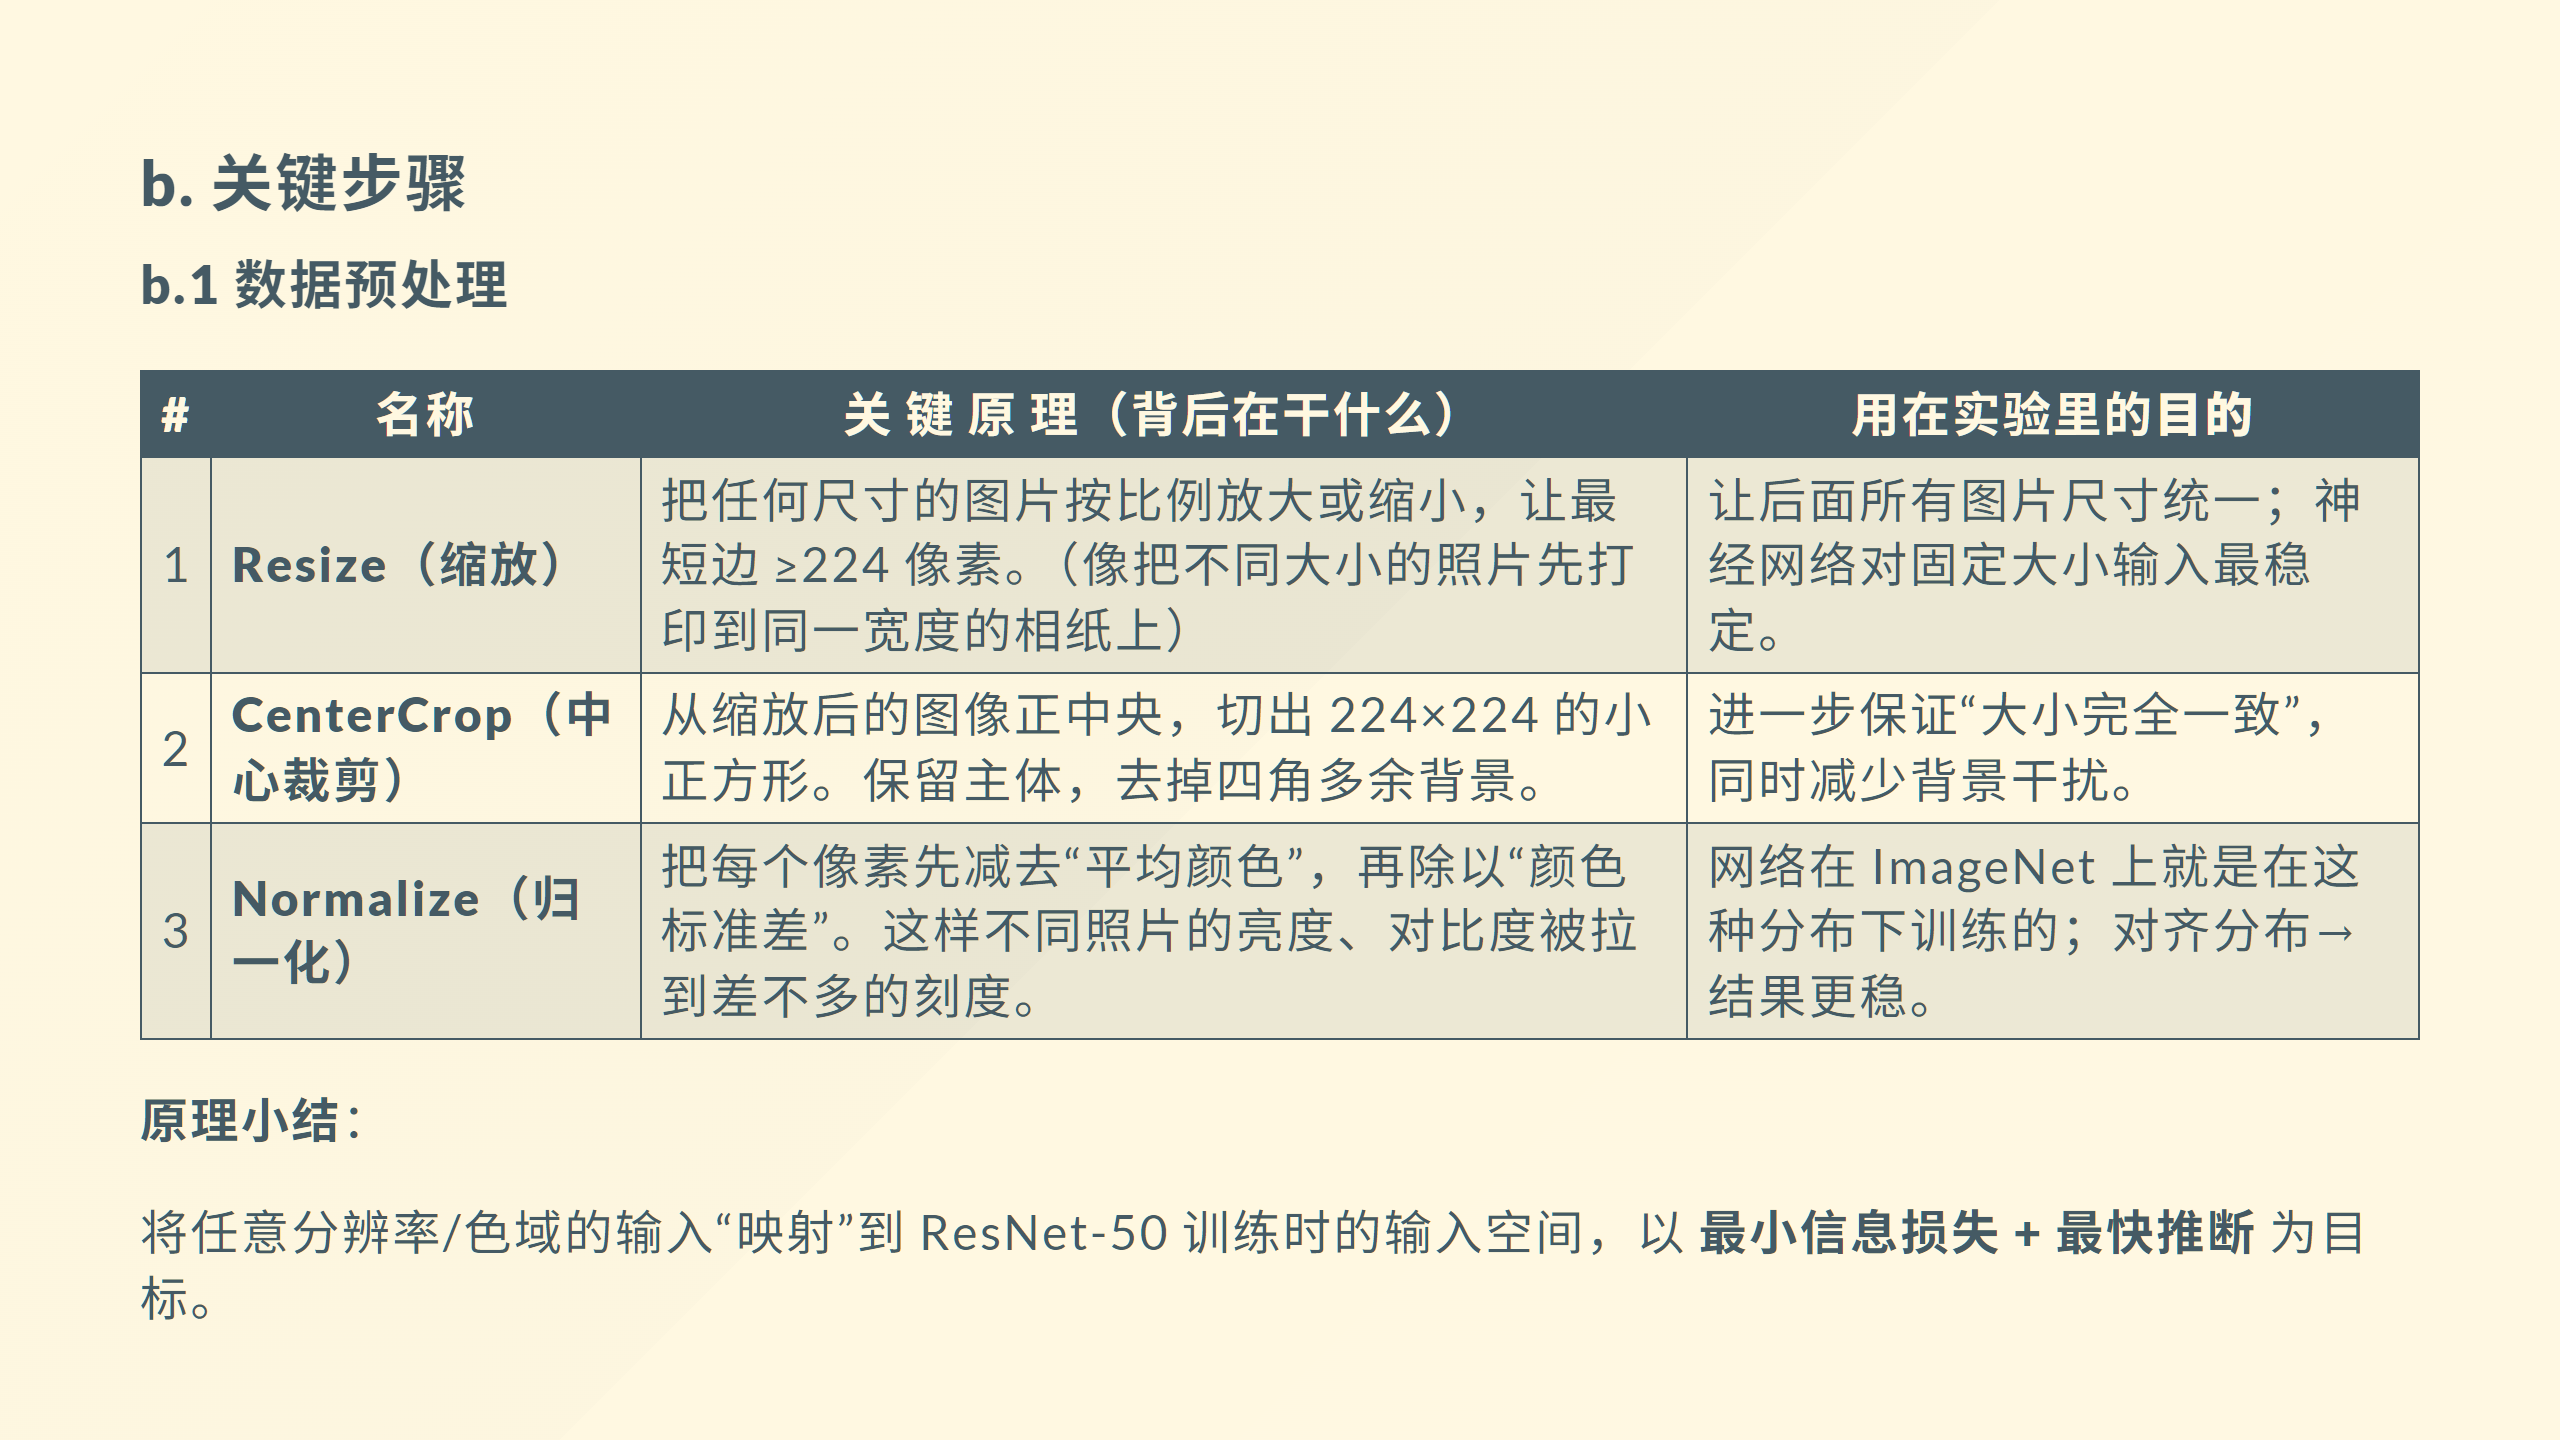 b. 关键步骤
b.1 数据预处理
# 名称 关 键 原 理（背后在干什么） 用在实验里的目的
1 Resize（缩放）
把任何尺寸的图片按比例放大或缩小，让最
短边 ≥224 像素。（像把不同大小的照片先打
印到同一宽度的相纸上）
让后面所有图片尺寸统一；神
经网络对固定大小输入最稳
定。
2 CenterCrop（中
心裁剪）
从缩放后的图像正中央，切出 224×224 的小
正方形。保留主体，去掉四角多余背景。
进一步保证“大小完全一致”，
同时减少背景干扰。
3 Normalize（归
一化）
把每个像素先减去“平均颜色”，再除以“颜色
标准差”。这样不同照片的亮度、对比度被拉
到差不多的刻度。
网络在 ImageNet 上就是在这
种分布下训练的；对齐分布→
结果更稳。
原理小结：
将任意分辨率/色域的输入“映射”到 ResNet-50 训练时的输入空间，以 最小信息损失 + 最快推断 为目
标。